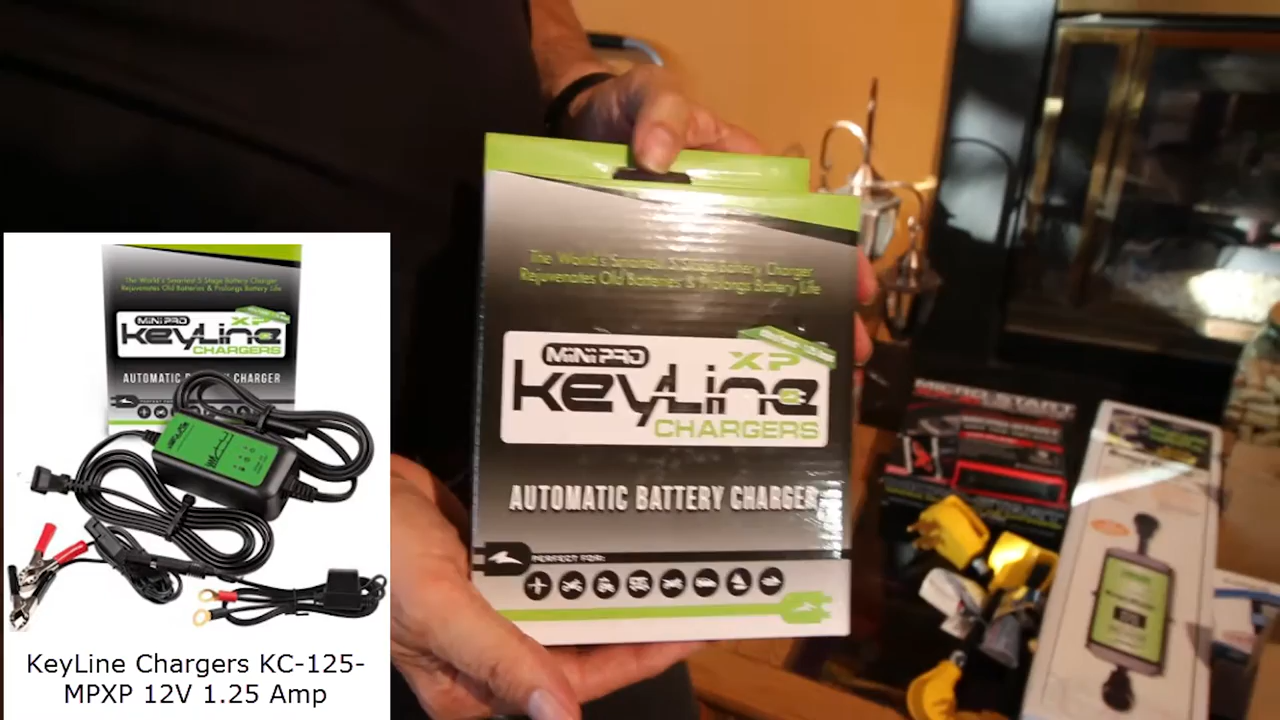 The World's Smartest 5 Stage Battery Charger
Rejuvenates Old Batteries & Prolongs Battery Life
MiNi PRO
XP
KeyLine
CHARGERS
AUTOMATIC BATTERY CHARGER
PERFECT FOR:
The World's Smartest 5 Stage Battery Charger
Rejuvenates Old Batteries & Prolongs Battery Life
MiNi PRO
XP
KeyLine
CHARGERS
AUTOMATIC BATTERY CHARGER
KeyLine Chargers KC-125-
MPXP 12V 1.25 Amp